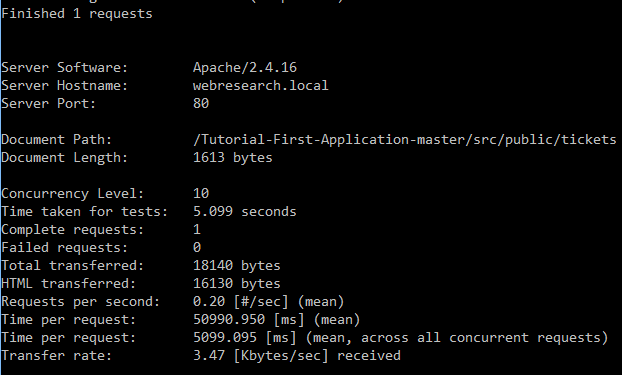 Finished 1 requests
Server Software: Apache/2.4.16
Server Hostname: webresearch.local
Server Port: 80
Document Path: /Tutorial-First-Application-master/src/public/tickets
Document Length: 1613 bytes
Concurrency Level: 10
Time taken for tests: 5.099 seconds
Complete requests: 1
Failed requests: 0
Total transferred: 18140 bytes
HTML transferred: 16130 bytes
Requests per second: 0.20 [#/sec] (mean)
Time per request: 50990.950 [ms] (mean)
Time per request: 5099.095 [ms] (mean, across all concurrent requests)
Transfer rate: 3.47 [Kbytes/sec] received